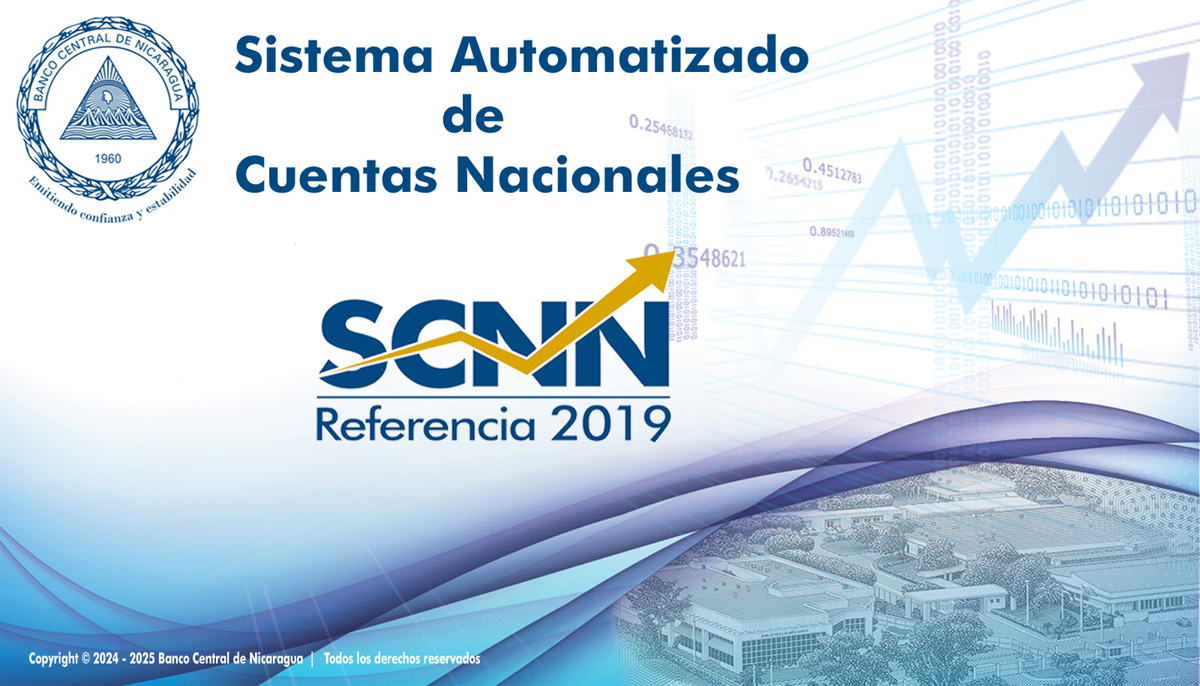 BANCO CENTRAL DE NICARAGUA
1960
Emitiendo confianza y estabilidad
Sistema Automatizado
de
Cuentas Nacionales
0.25468132
0.4512783
0.2654215
0.89521453
0.3548621
SCNN
Referencia 2019
Copyright © 2024 - 2025 Banco Central de Nicaragua | Todos los derechos reservados